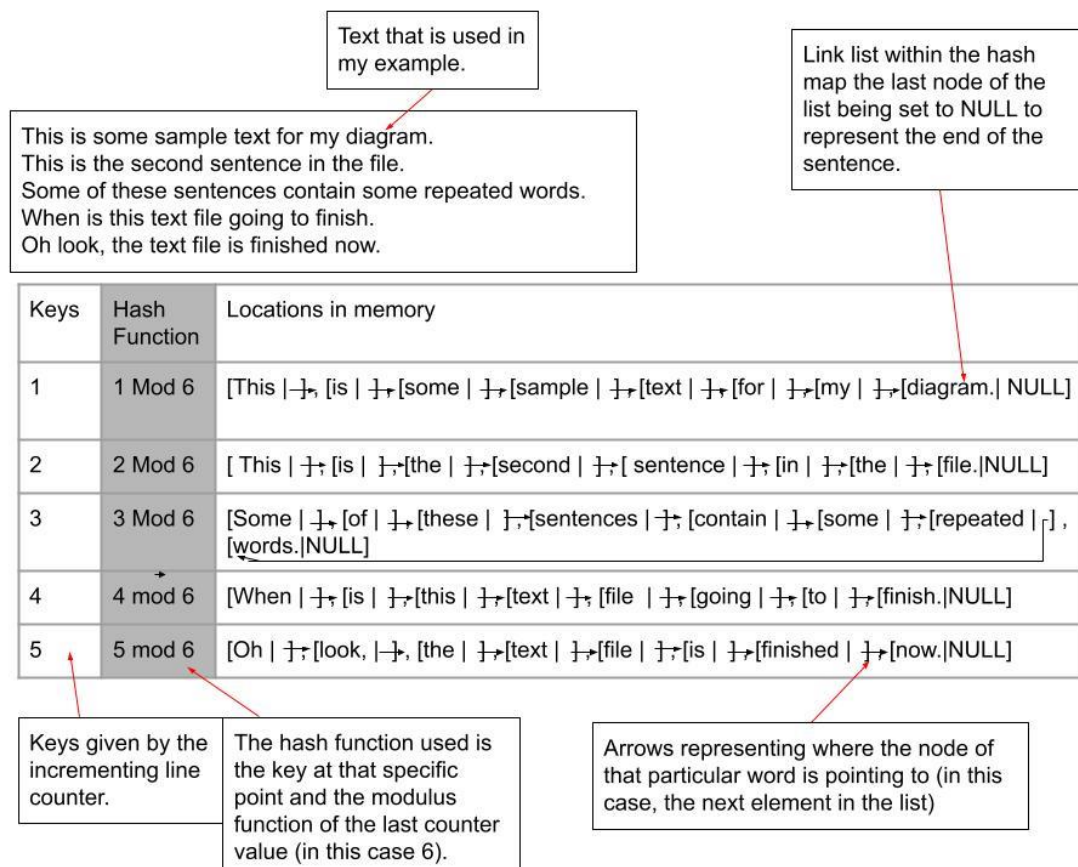 Text that is used in
my example.
Link list within the hash
map the last node of the
list being set to NULL to
represent the end of the
sentence.
This is some sample text for my diagram.
This is the second sentence in the file.
Some of these sentences contain some repeated words.
When is this text file going to finish.
Oh look, the text file is finished now.
Keys Hash Function Locations in memory
1 1 Mod 6 [This | ], [is | ], [some | ], [sample | ], [text | ], [for | ], [my | ], [diagram.| NULL]
2 2 Mod 6 [ This | ], [is | ], [the | ], [second | ], [ sentence | ], [in | ], [the | ], [file.|NULL]
3 3 Mod 6 [Some | ], [of | ], [these | ], [sentences | ], [contain | ], [some | ], [repeated | ] ,
[words.|NULL]
4 4 mod 6 [When | ], [is | ], [this | ], [text | ], [file | ], [going | ], [to | ], [finish.|NULL]
5 5 mod 6 [Oh | ], [look, | ], [the | ], [text | ], [file | ], [is | ], [finished | ], [now.|NULL]
Keys given by the
incrementing line
counter.
The hash function used is
the key at that specific
point and the modulus
function of the last counter
value (in this case 6).
Arrows representing where the node of
that particular word is pointing to (in this
case, the next element in the list)